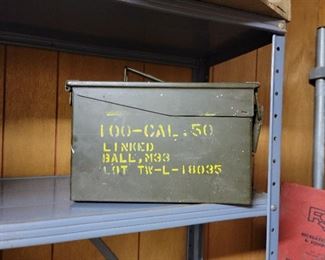 100-CAL .50
LINKED
BALL, M33
LOT TW-L-18035